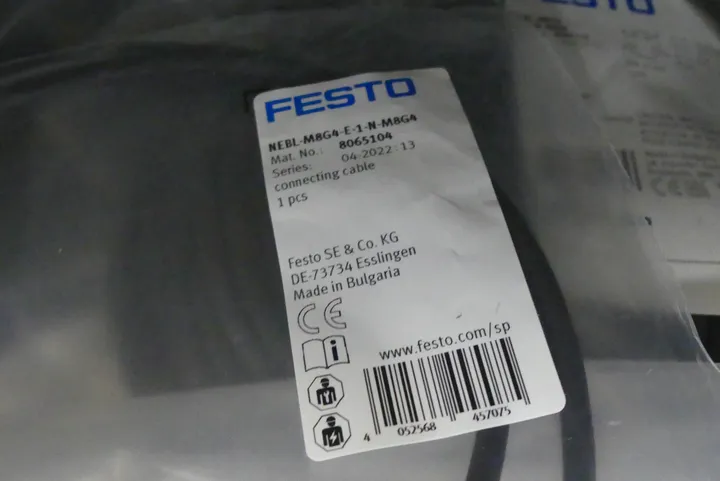 FESTO
NEBL-M8G4-E-1-N-M8G4
Mat. No.: 8065104
Series: 04-2022:13
connecting cable
1 pcs
Festo SE & Co. KG
DE-73734 Esslingen
Made in Bulgaria
CE
i
www.festo.com/sp
4 052568 457075
FESTO